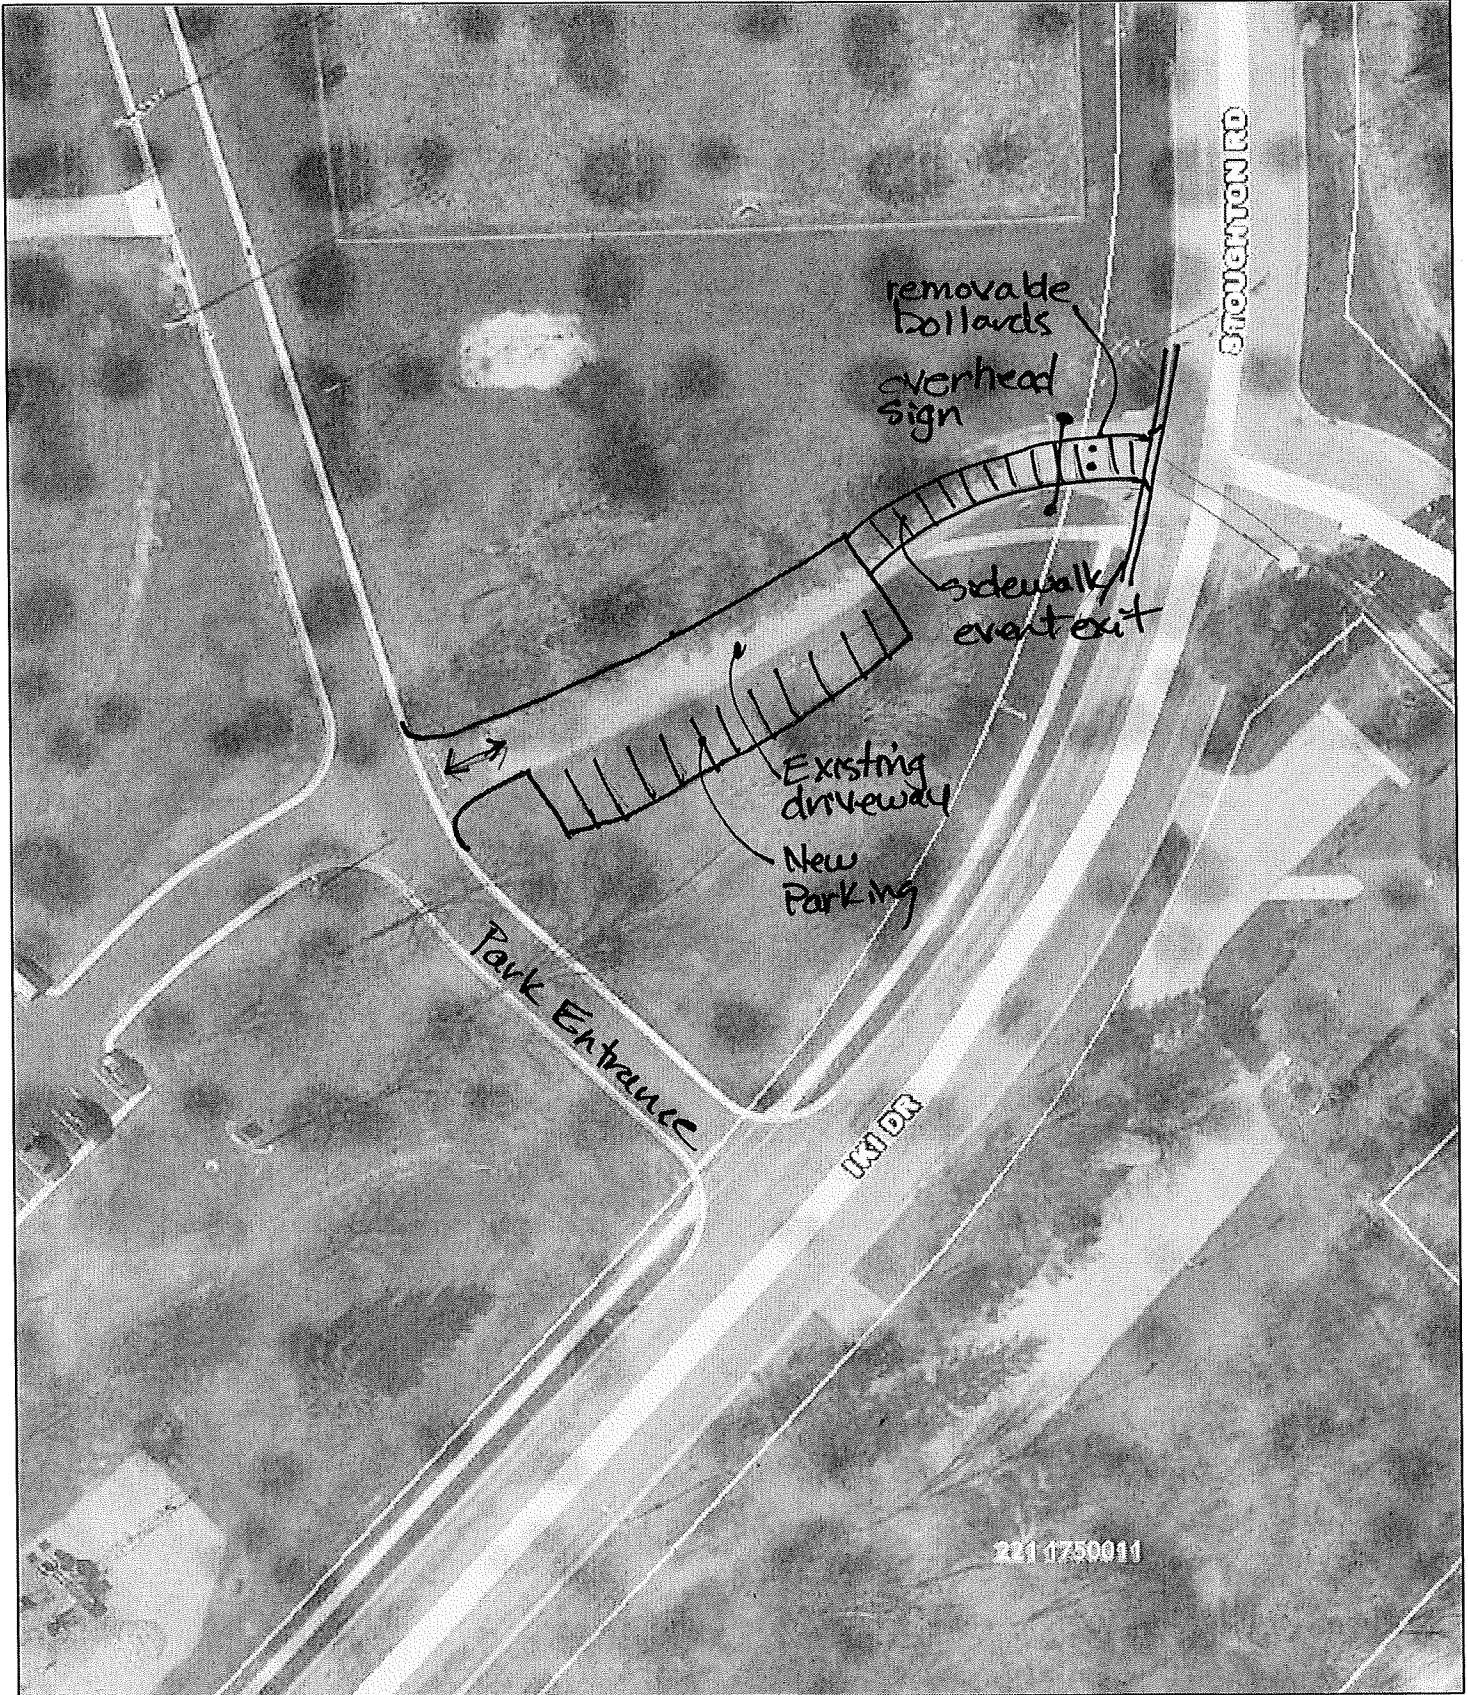 STOUGHTON RD
removable
bollards
overhead
sign
sidewalk/
event exit
Existing
driveway
New
Parking
Park Entrance
IKI DR
221 1750011